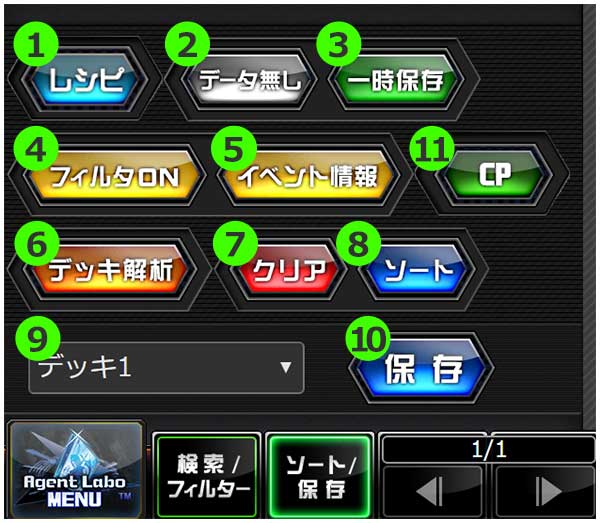 1 レシピ
2 データ無し
3 一時保存
4 フィルタON
5 イベント情報
11 CP
6 デッキ解析
7 クリア
8 ソート
9 デッキ1 ▼
10 保存
Agent Labo
MENU ™
検索/
フィルター
ソート/
保存
1/1